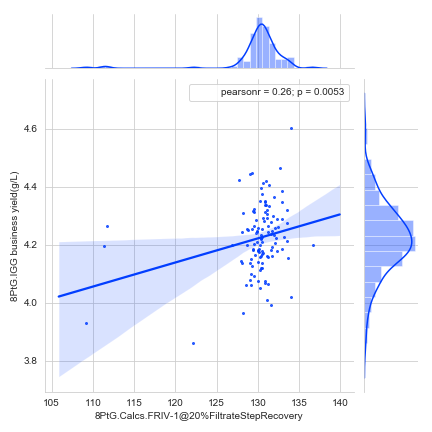 pearsonr = 0.26; p = 0.0053
8PtG.IGG business yield(g/L)
4.6
4.4
4.2
4.0
3.8
105 110 115 120 125 130 135 140
8PtG.Calcs.FRIV-1@20%FiltrateStepRecovery